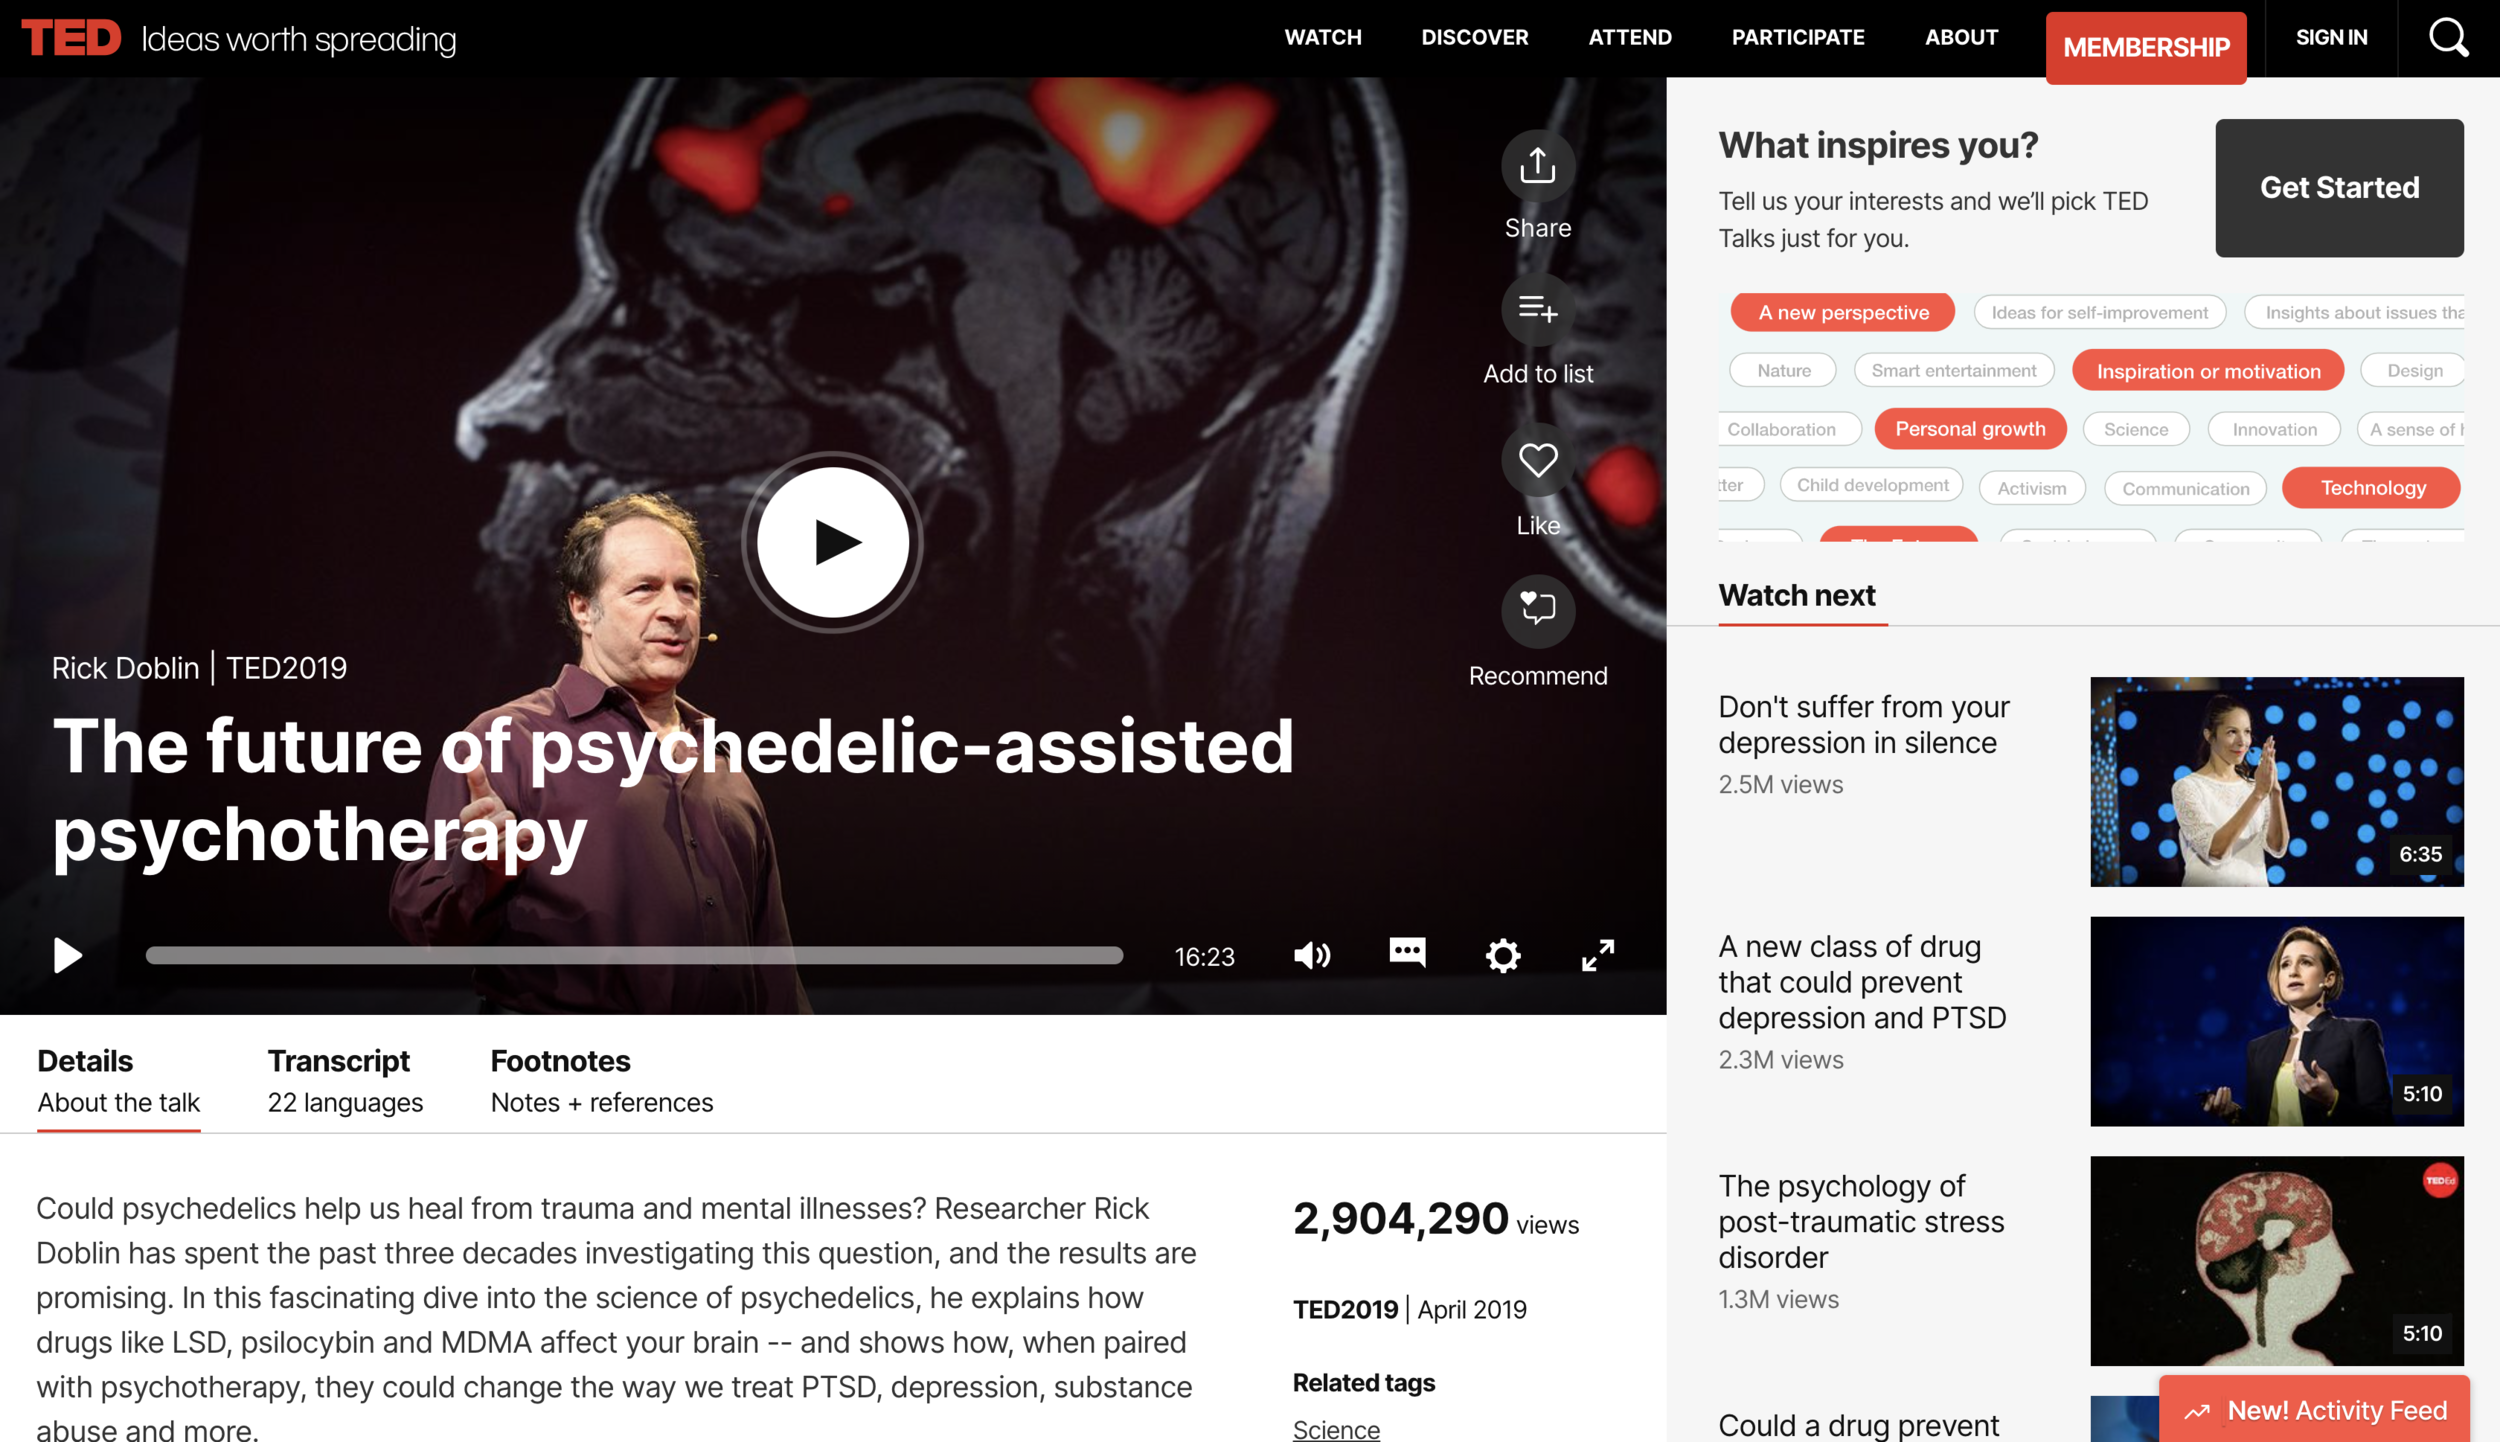 TED Ideas worth spreading
WATCH DISCOVER ATTEND PARTICIPATE ABOUT MEMBERSHIP SIGN IN
Share
Add to list
Like
Recommend
Rick Doblin | TED2019
The future of psychedelic-assisted
psychotherapy
16:23
Details
About the talk
Transcript
22 languages
Footnotes
Notes + references
Could psychedelics help us heal from trauma and mental illnesses? Researcher Rick
Doblin has spent the past three decades investigating this question, and the results are
promising. In this fascinating dive into the science of psychedelics, he explains how
drugs like LSD, psilocybin and MDMA affect your brain -- and shows how, when paired
with psychotherapy, they could change the way we treat PTSD, depression, substance
abuse and more.
2,904,290 views
TED2019 | April 2019
Related tags
Science
What inspires you?
Tell us your interests and we'll pick TED
Talks just for you.
Get Started
A new perspective Ideas for self-improvement Insights about issues tha
Nature Smart entertainment Inspiration or motivation Design
Collaboration Personal growth Science Innovation A sense of
tter Child development Activism Communication Technology
Watch next
Don't suffer from your
depression in silence
2.5M views
6:35
A new class of drug
that could prevent
depression and PTSD
2.3M views
5:10
The psychology of
post-traumatic stress
disorder
1.3M views
TEDEd
5:10
Could a drug prevent
New! Activity Feed